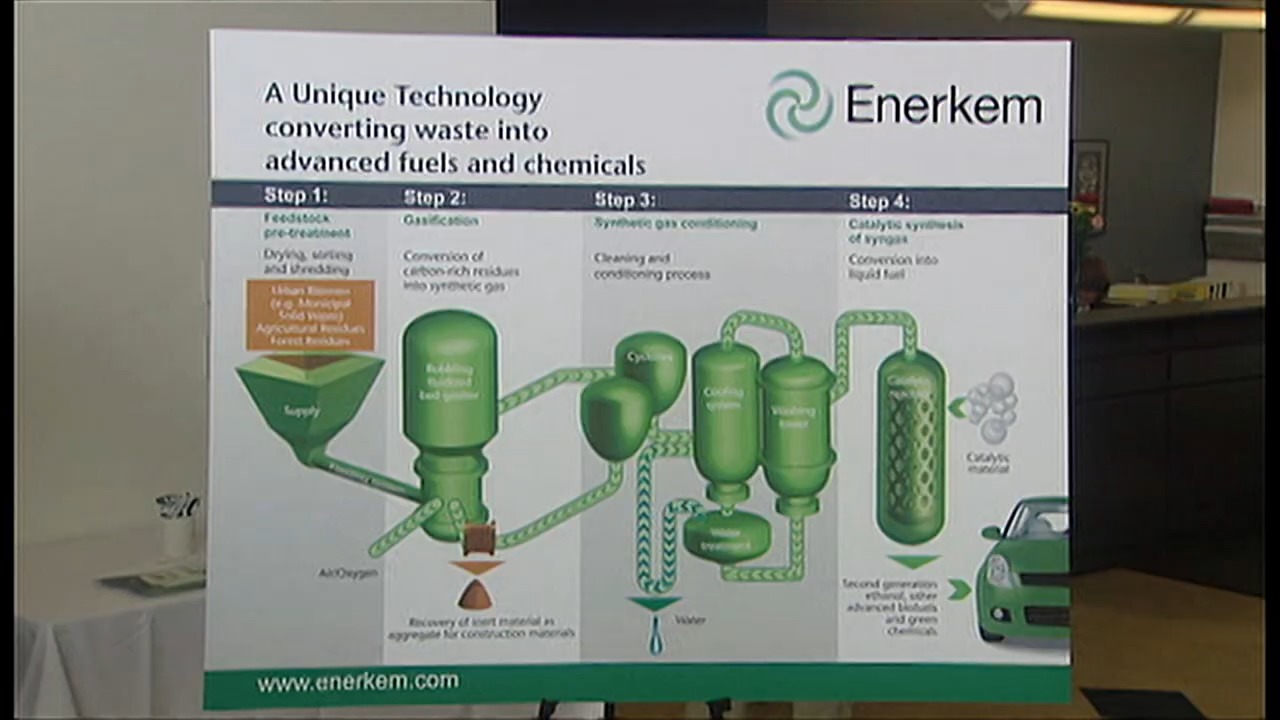 A Unique Technology
converting waste into
advanced fuels and chemicals
Enerkem
Step 1:
Feedstock
pre-treatment
Drying, sorting
and shredding
Urban Biomass
(e.g. Municipal
Solid Waste)
Agricultural Residues
Forest Residues
Supply
Air/Oxygen
Step 2:
Gasification
Conversion of
carbon-rich residues
into synthetic gas
Bubbling
fluidized
bed gasifier
Recovery of inert material as
aggregate for construction materials
Step 3:
Synthetic gas conditioning
Cleaning and
conditioning process
Cyclones
Cooling
system
Washing
tower
Water
treatment
Water
Step 4:
Catalytic synthesis
of syngas
Conversion into
liquid fuel
Catalytic
reactor
Catalytic
material
Second generation
ethanol, other
advanced biofuels
and green
chemicals
www.enerkem.com